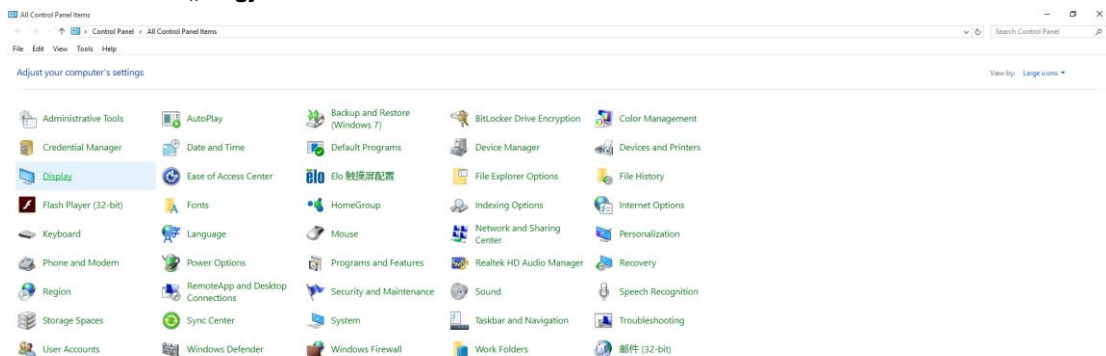 All Control Panel Items
Control Panel > All Control Panel Items
Search Control Panel
File Edit View Tools Help
Adjust your computer's settings
View by: Large icons
Administrative Tools
AutoPlay
Backup and Restore
(Windows 7)
BitLocker Drive Encryption
Color Management
Credential Manager
Date and Time
Default Programs
Device Manager
Devices and Printers
Display
Ease of Access Center
elo
Elo 触摸屏配置
File Explorer Options
File History
Flash Player (32-bit)
Fonts
HomeGroup
Indexing Options
Internet Options
Keyboard
Language
Mouse
Network and Sharing
Center
Personalization
Phone and Modem
Power Options
Programs and Features
Realtek HD Audio Manager
Recovery
Region
RemoteApp and Desktop
Connections
Security and Maintenance
Sound
Speech Recognition
Storage Spaces
Sync Center
System
Taskbar and Navigation
Troubleshooting
User Accounts
Windows Defender
Windows Firewall
Work Folders
邮件 (32-bit)